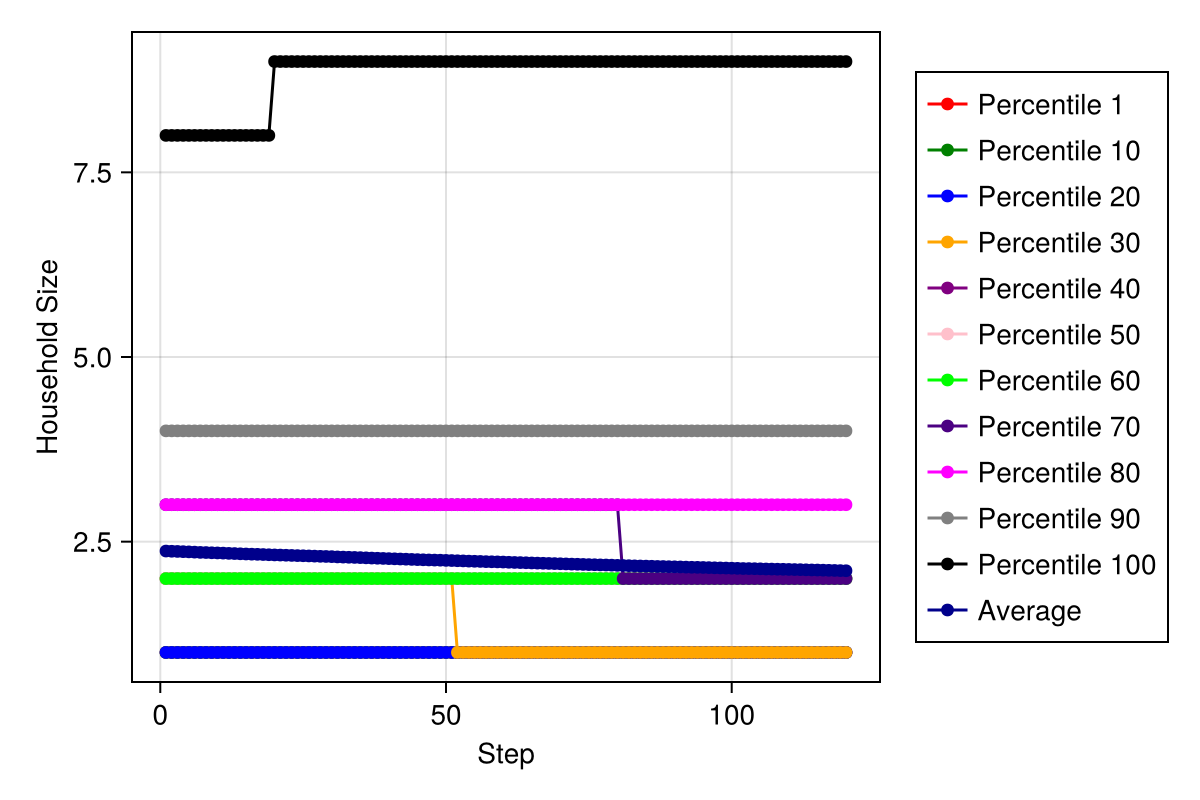 Household Size
7.5
5.0
2.5
0
50
100
Step
Percentile 1
Percentile 10
Percentile 20
Percentile 30
Percentile 40
Percentile 50
Percentile 60
Percentile 70
Percentile 80
Percentile 90
Percentile 100
Average